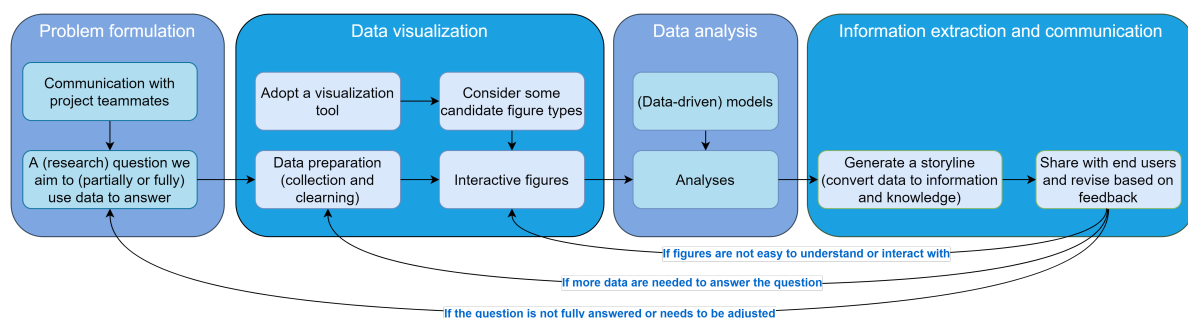 Problem formulation
Communication with
project teammates
A (research) question we
aim to (partially or fully)
use data to answer
Data visualization
Adopt a visualization
tool
Consider some
candidate figure types
Data preparation
(collection and
clearning)
Interactive figures
Data analysis
(Data-driven) models
Analyses
Information extraction and communication
Generate a storyline
(convert data to information
and knowledge)
Share with end users
and revise based on
feedback
If figures are not easy to understand or interact with
If more data are needed to answer the question
If the question is not fully answered or needs to be adjusted